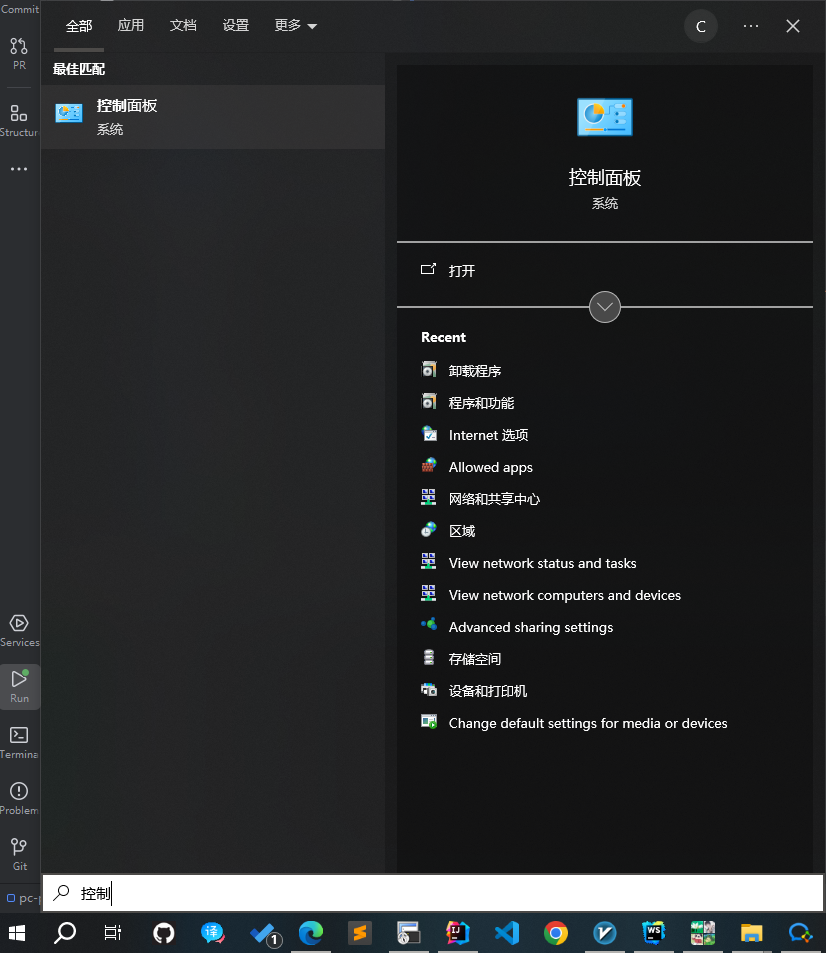 Commit
PR
Structur
全部 应用 文档 设置 更多
C
最佳匹配
控制面板
系统
控制面板
系统
打开
Recent
卸载程序
程序和功能
Internet 选项
Allowed apps
网络和共享中心
区域
View network status and tasks
View network computers and devices
Advanced sharing settings
存储空间
设备和打印机
Change default settings for media or devices
Services
Run
Termina
Problem
Git
pc-p
控制
译 1 IJ WS